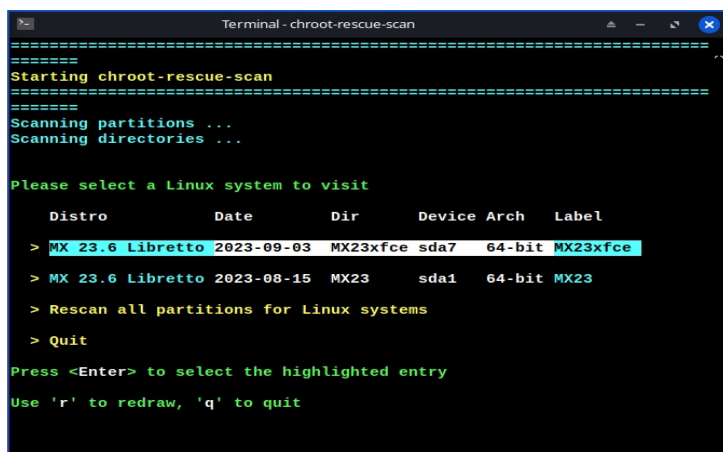 Terminal - chroot-rescue-scan
========================================================================
=======
Starting chroot-rescue-scan
========================================================================
=======
Scanning partitions ...
Scanning directories ...
Please select a Linux system to visit
Distro Date Dir Device Arch Label
> MX 23.6 Libretto 2023-09-03 MX23xfce sda7 64-bit MX23xfce
> MX 23.6 Libretto 2023-08-15 MX23 sda1 64-bit MX23
> Rescan all partitions for Linux systems
> Quit
Press <Enter> to select the highlighted entry
Use 'r' to redraw, 'q' to quit